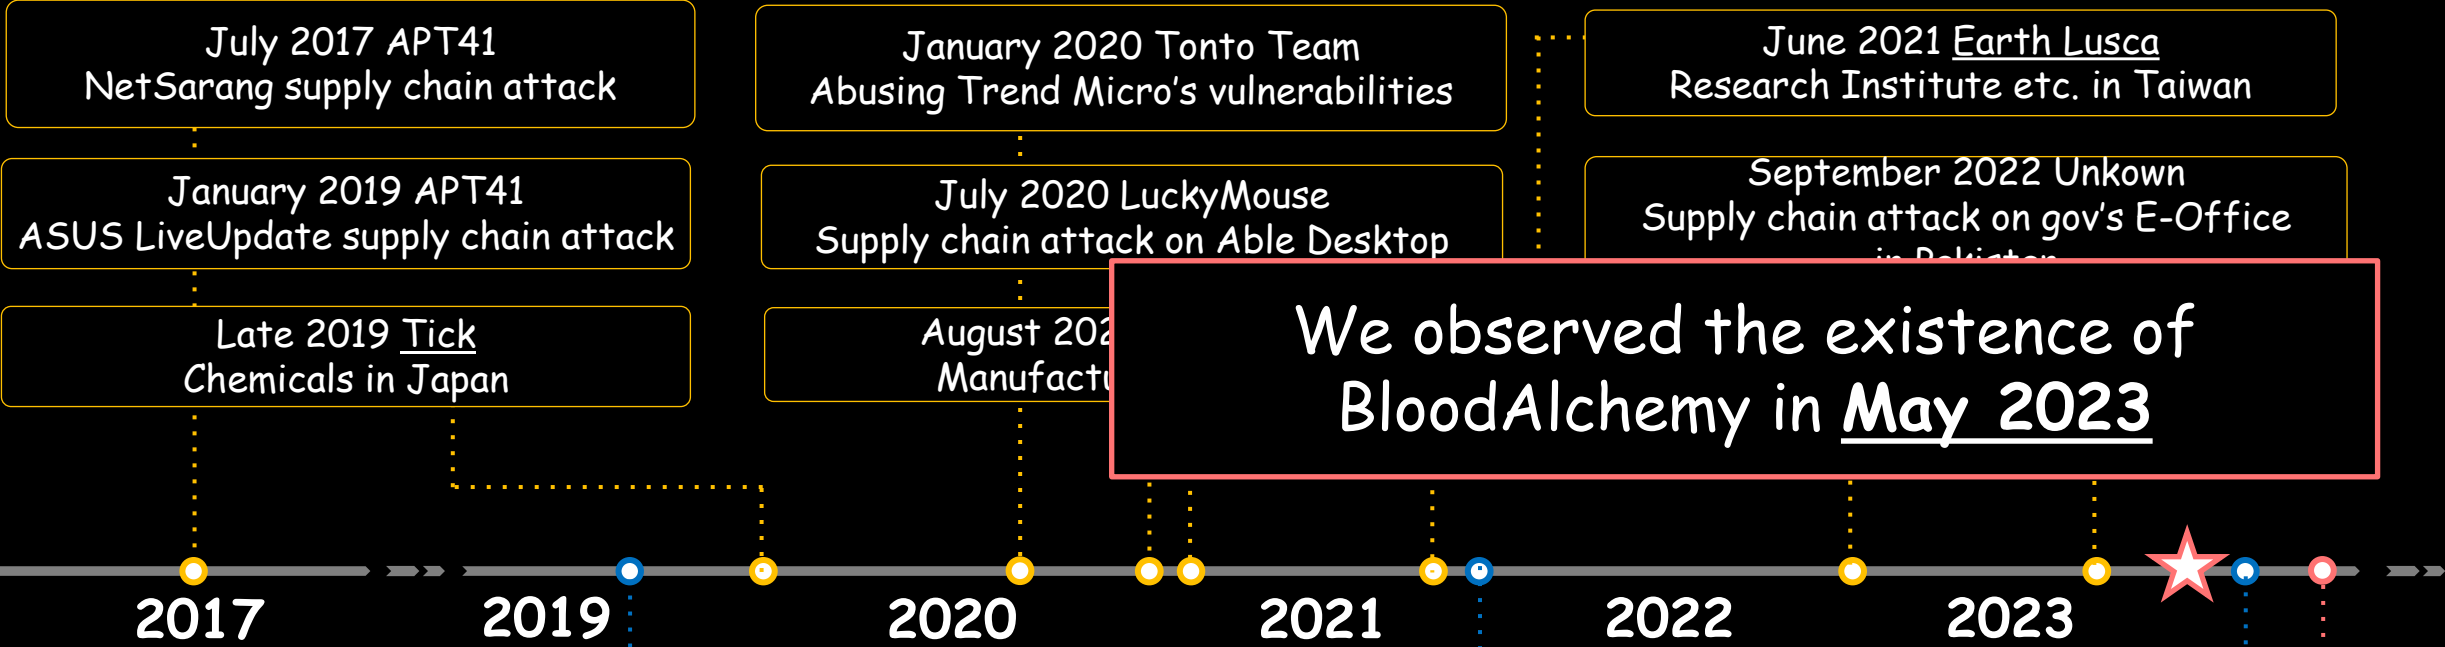 July 2017 APT41
NetSarang supply chain attack
January 2019 APT41
ASUS LiveUpdate supply chain attack
Late 2019 Tick
Chemicals in Japan
January 2020 Tonto Team
Abusing Trend Micro's vulnerabilities
July 2020 LuckyMouse
Supply chain attack on Able Desktop
August
June 2021 Earth Lusca
Research Institute etc. in Taiwan
September 2022 Unkown
Supply chain attack on gov's E-Office
in Pakistan
We observed the existence of
BloodAlchemy in May 2023
2017
2019
2020
2021
2022
2023